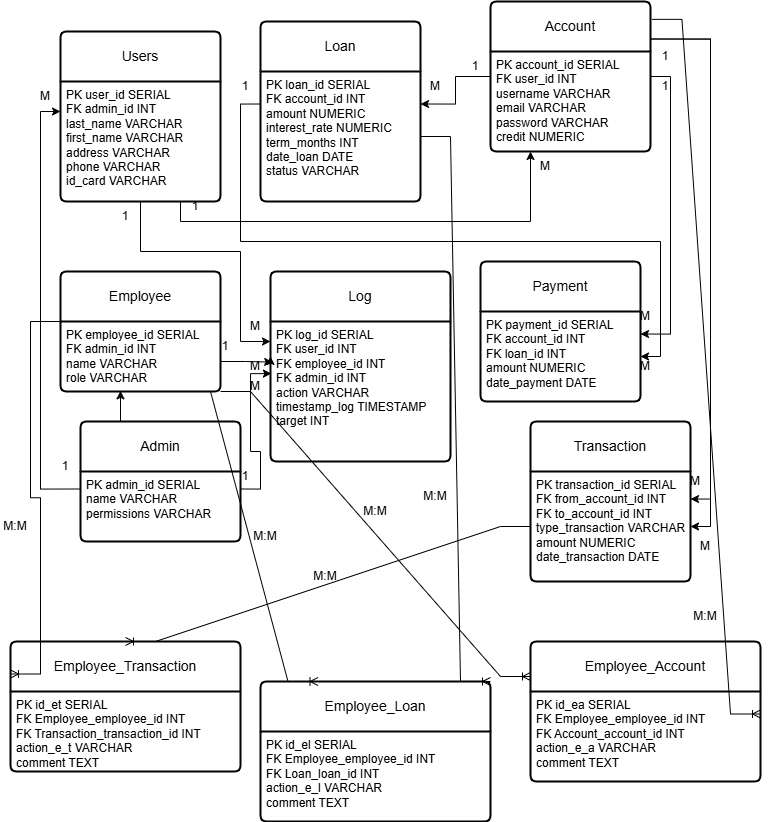 Users
PK user_id SERIAL
FK admin_id INT
last_name VARCHAR
first_name VARCHAR
address VARCHAR
phone VARCHAR
id_card VARCHAR
Loan
PK loan_id SERIAL
FK account_id INT
amount NUMERIC
interest_rate NUMERIC
term_months INT
date_loan DATE
status VARCHAR
Account
PK account_id SERIAL
FK user_id INT
username VARCHAR
email VARCHAR
password VARCHAR
credit NUMERIC
M
1
M
1
1
1
1
1
M
Employee
PK employee_id SERIAL
FK admin_id INT
name VARCHAR
role VARCHAR
Log
PK log_id SERIAL
FK user_id INT
FK employee_id INT
FK admin_id INT
action VARCHAR
timestamp_log TIMESTAMP
target INT
Payment
PK payment_id SERIAL
FK account_id INT
FK loan_id INT
amount NUMERIC
date_payment DATE
M
1
M
M
M
M
Admin
PK admin_id SERIAL
name VARCHAR
permissions VARCHAR
1
1
Transaction
PK transaction_id SERIAL
FK from_account_id INT
FK to_account_id INT
type_transaction VARCHAR
amount NUMERIC
date_transaction DATE
M
M
M:M
M:M
M:M
M:M
M:M
M:M
Employee_Transaction
PK id_et SERIAL
FK Employee_employee_id INT
FK Transaction_transaction_id INT
action_e_t VARCHAR
comment TEXT
Employee_Loan
PK id_el SERIAL
FK Employee_employee_id INT
FK Loan_loan_id INT
action_e_l VARCHAR
comment TEXT
Employee_Account
PK id_ea SERIAL
FK Employee_employee_id INT
FK Account_account_id INT
action_e_a VARCHAR
comment TEXT